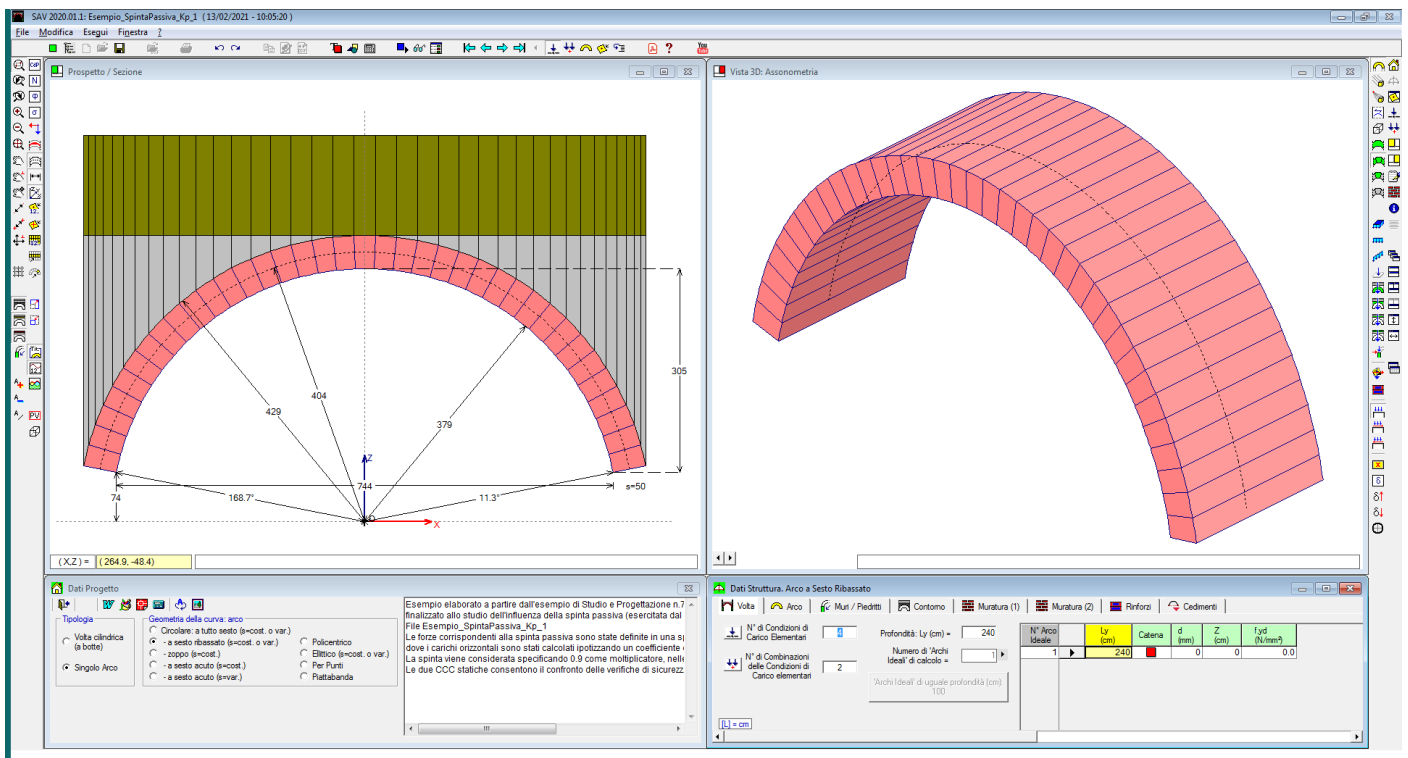 SAV 2020.01.1: Esempio_SpintaPassiva_Kp_1 ( 13/02/2021 - 10:05:20 )
File Modifica Esegui Finestra ?
You
CdP
N
Φ
σ
Prospetto / Sezione
Vista 3D: Assonometria
305
404
429
379
Z
744
s=50
74
168.7°
11.3°
X
( X,Z ) = ( 264.9, -48.4)
PV
Dati Progetto
Tipologia
Volta cilindrica
(a botte)
Singolo Arco
Geometria della curva: arco
Circolare: a tutto sesto (s=cost. o var.)
- a sesto ribassato (s=cost. o var.)
- zoppo (s=cost.)
- a sesto acuto (s=cost.)
- a sesto acuto (s=var.)
Policentrico
Ellittico (s=cost. o var.)
Per Punti
Piattabanda
Esempio elaborato a partire dall'esempio di Studio e Progettazione n.7
finalizzato allo studio dell'influenza della spinta passiva (esercitata dal
File Esempio_SpintaPassiva_Kp_1
Le forze corrispondenti alla spinta passiva sono state definite in una s
dove i carichi orizzontali sono stati calcolati ipotizzando un coefficiente
La spinta viene considerata specificando 0.9 come moltiplicatore, nelle
Le due CCC statiche consentono il confronto delle verifiche di sicurezz
Dati Struttura. Arco a Sesto Ribassato
Volta Arco Muri / Piedritti Contorno Muratura (1) Muratura (2) Rinforzi Cedimenti
N° di Condizioni di
Carico Elementari
4
N° di Combinazioni
delle Condizioni di
Carico elementari
2
Profondità: Ly (cm) = 240
Numero di 'Archi
Ideali' di calcolo = 1
'Archi Ideali' di uguale profondità (cm):
100
[L] = cm
N° Arco
Ideale
Ly
(cm)
Catena
d
(mm)
Z
(cm)
f,yd
(N/mm²)
1 240 0 0 0.0
δ
δ↑
δ↓